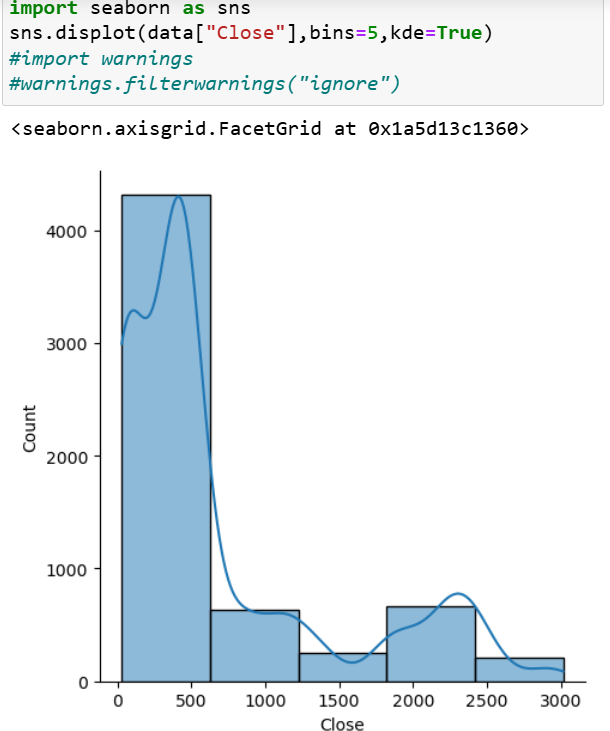 import seaborn as sns
sns.displot(data["Close"],bins=5,kde=True)
#import warnings
#warnings.filterwarnings("ignore")
<seaborn.axisgrid.FacetGrid at 0x1a5d13c1360>
4000
3000
2000
1000
0
Count
0 500 1000 1500 2000 2500 3000
Close